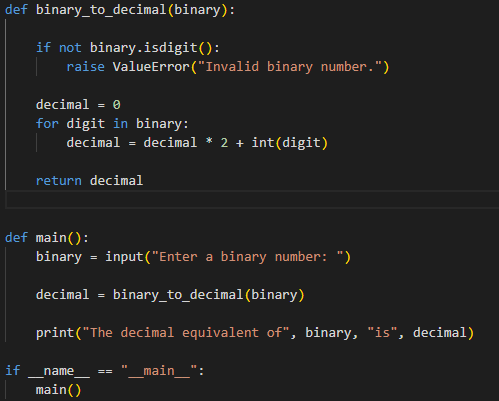 def binary_to_decimal(binary):
    if not binary.isdigit():
        raise ValueError("Invalid binary number.")
    decimal = 0
    for digit in binary:
        decimal = decimal * 2 + int(digit)
    return decimal
def main():
    binary = input("Enter a binary number: ")
    decimal = binary_to_decimal(binary)
    print("The decimal equivalent of", binary, "is", decimal)
if __name__ == "__main__":
    main()